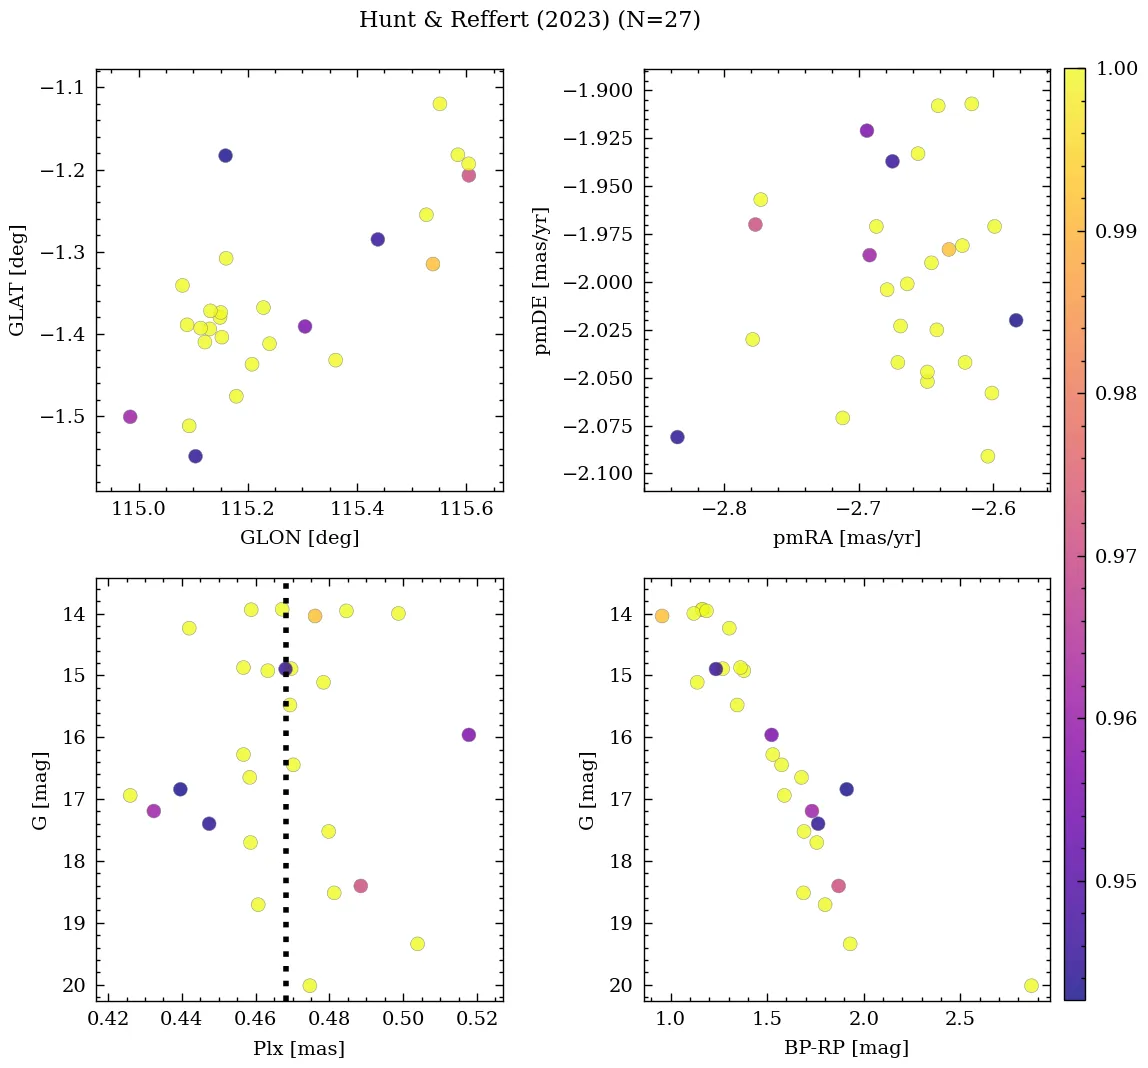 Hunt & Reffert (2023) (N=27)
−1.1
−1.2
−1.3
−1.4
−1.5
GLAT [deg]
115.0 115.2 115.4 115.6
GLON [deg]
−1.900
−1.925
−1.950
−1.975
−2.000
−2.025
−2.050
−2.075
−2.100
pmDE [mas/yr]
−2.8 −2.7 −2.6
pmRA [mas/yr]
1.00
0.99
0.98
0.97
0.96
0.95
14
15
16
17
18
19
20
G [mag]
0.42 0.44 0.46 0.48 0.50 0.52
Plx [mas]
14
15
16
17
18
19
20
G [mag]
1.0 1.5 2.0 2.5
BP-RP [mag]